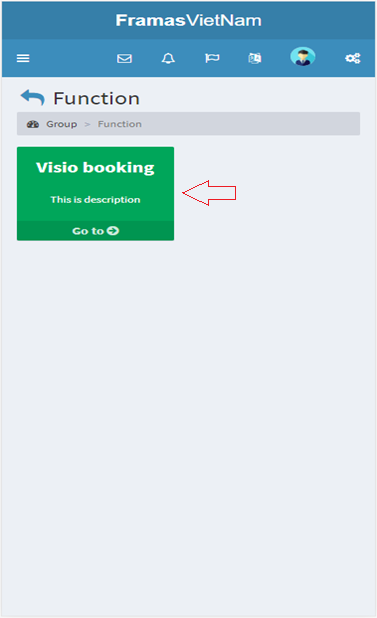 FramasVietNam
Function
Group > Function
Visio booking
This is description
Go to